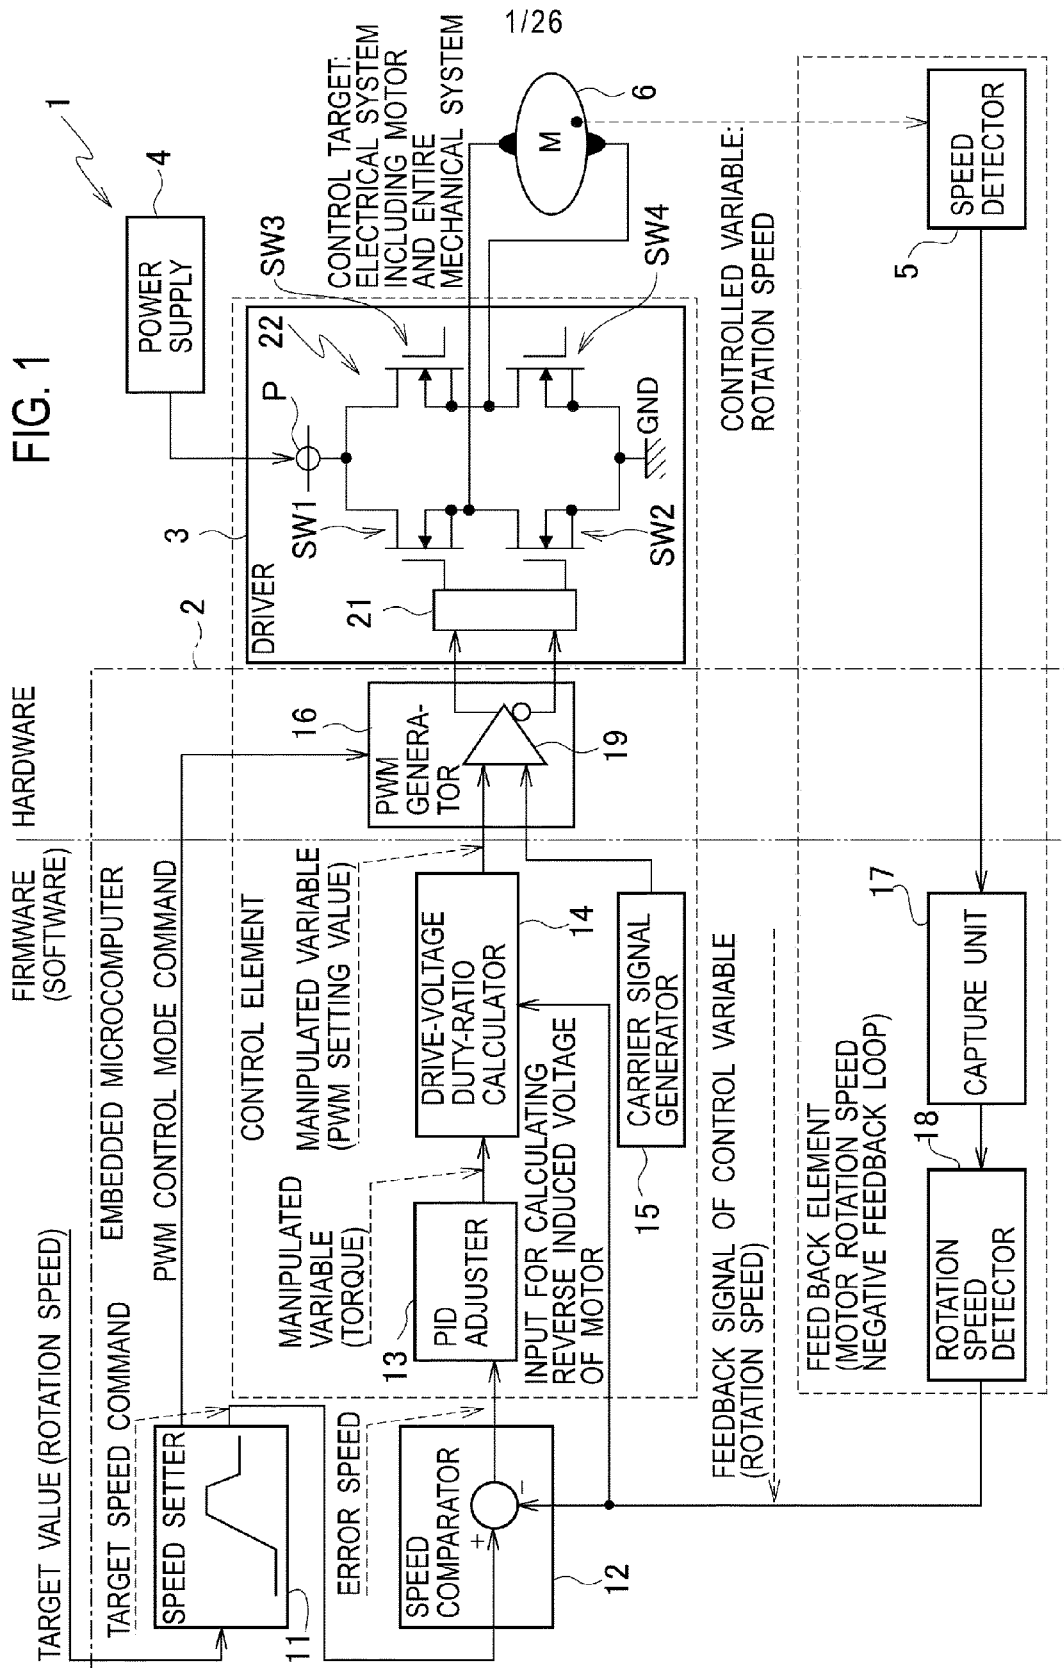 1/26
FIG. 1
1
FIRMWARE
(SOFTWARE)
HARDWARE
TARGET VALUE (ROTATION SPEED)
TARGET SPEED COMMAND
EMBEDDED MICROCOMPUTER
2
PWM CONTROL MODE COMMAND
SPEED SETTER
11
POWER
SUPPLY
4
CONTROL ELEMENT
3
DRIVER
ERROR SPEED
SPEED
COMPARATOR
+
-
12
MANIPULATED
VARIABLE
(TORQUE)
13
PID
ADJUSTER
MANIPULATED VARIABLE
(PWM SETTING VALUE)
DRIVE-VOLTAGE
DUTY-RATIO
CALCULATOR
14
16
PWM
GENERA-
TOR
19
21
SW1
SW2
P
22
SW3
SW4
GND
CONTROL TARGET:
ELECTRICAL SYSTEM
INCLUDING MOTOR
AND ENTIRE
MECHANICAL SYSTEM
M
6
INPUT FOR CALCULATING
REVERSE INDUCED VOLTAGE
OF MOTOR
15
CARRIER SIGNAL
GENERATOR
FEEDBACK SIGNAL OF CONTROL VARIABLE
(ROTATION SPEED)
CONTROLLED VARIABLE:
ROTATION SPEED
FEED BACK ELEMENT
(MOTOR ROTATION SPEED
NEGATIVE FEEDBACK LOOP)
ROTATION
SPEED
DETECTOR
18
CAPTURE UNIT
17
SPEED
DETECTOR
5